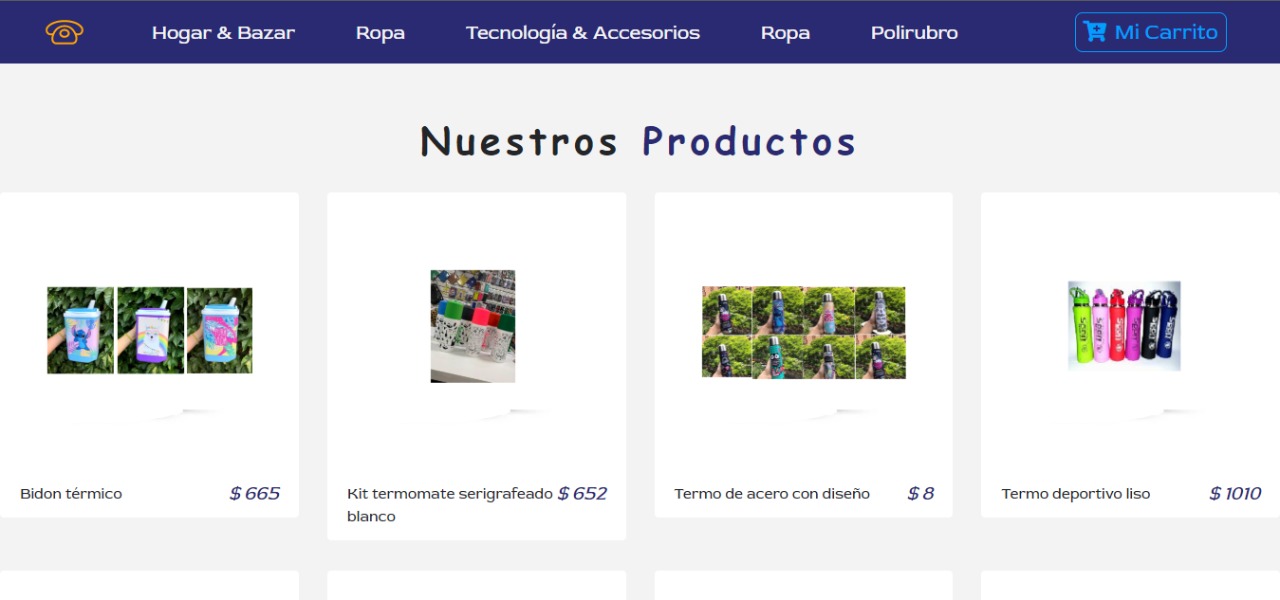 Hogar & Bazar Ropa Tecnología & Accesorios Ropa Polirubro Mi Carrito
Nuestros Productos
Bidon térmico $ 665
Kit termomate serigrafeado $ 652
blanco
Termo de acero con diseño $ 8
Termo deportivo liso $ 1010